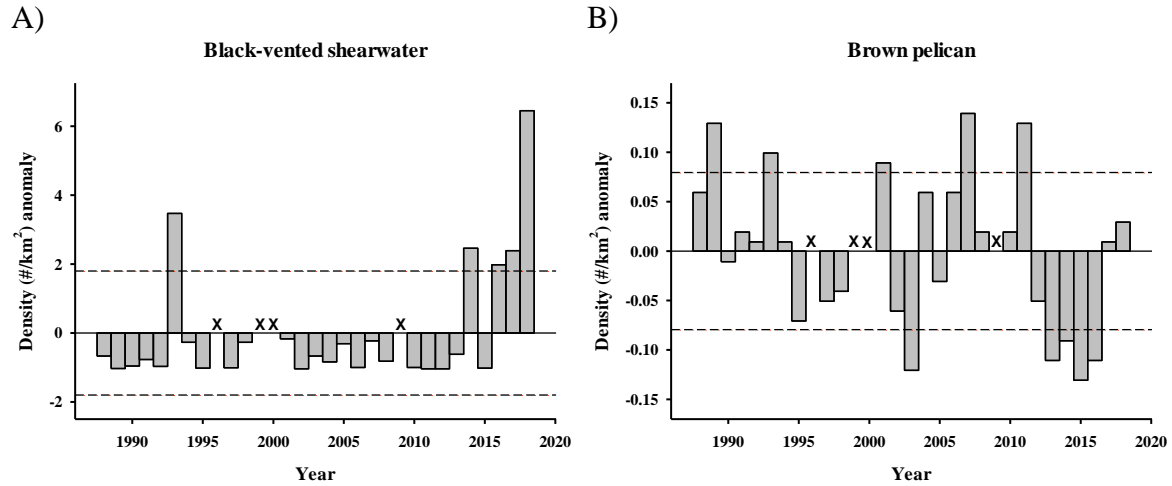 A)
Black-vented shearwater
Density (#/km²) anomaly
6
4
2
0
-2
X
X
X
X
1990 1995 2000 2005 2010 2015 2020
Year
B)
Brown pelican
Density (#/km²) anomaly
0.15
0.10
0.05
0.00
-0.05
-0.10
-0.15
X
X
X
X
1990 1995 2000 2005 2010 2015 2020
Year